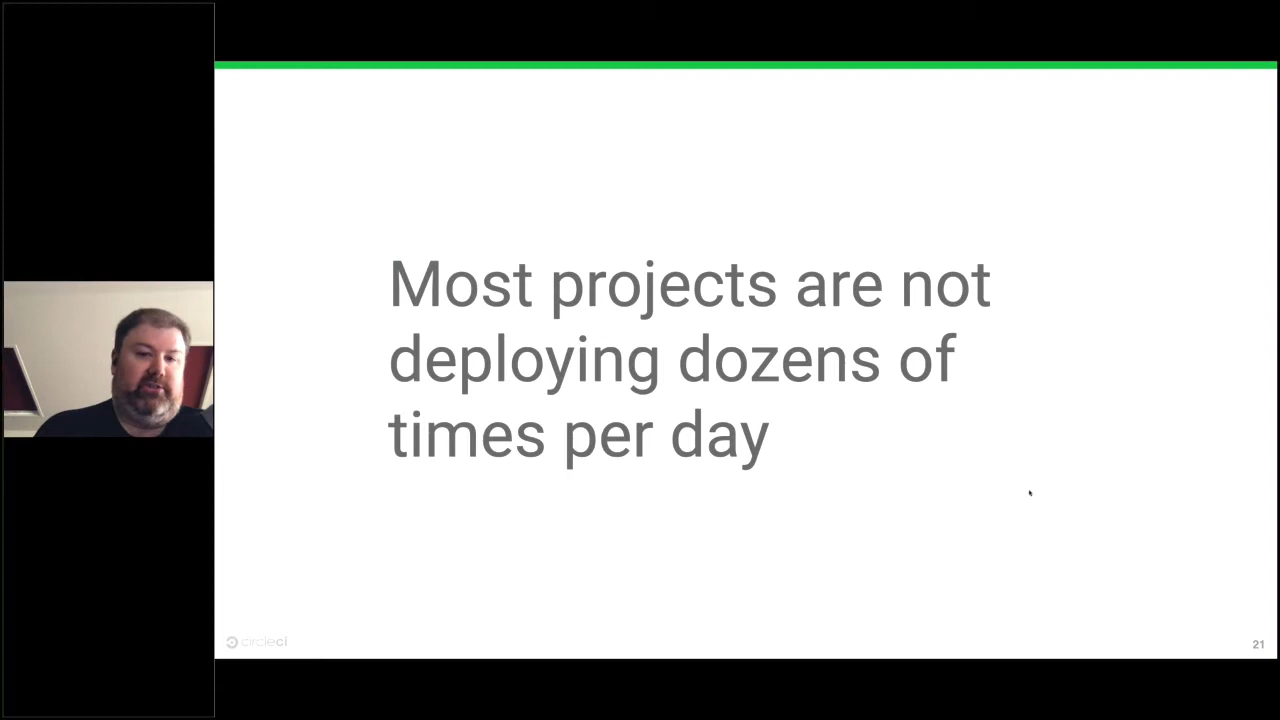 Most projects are not
deploying dozens of
times per day
circleci
21